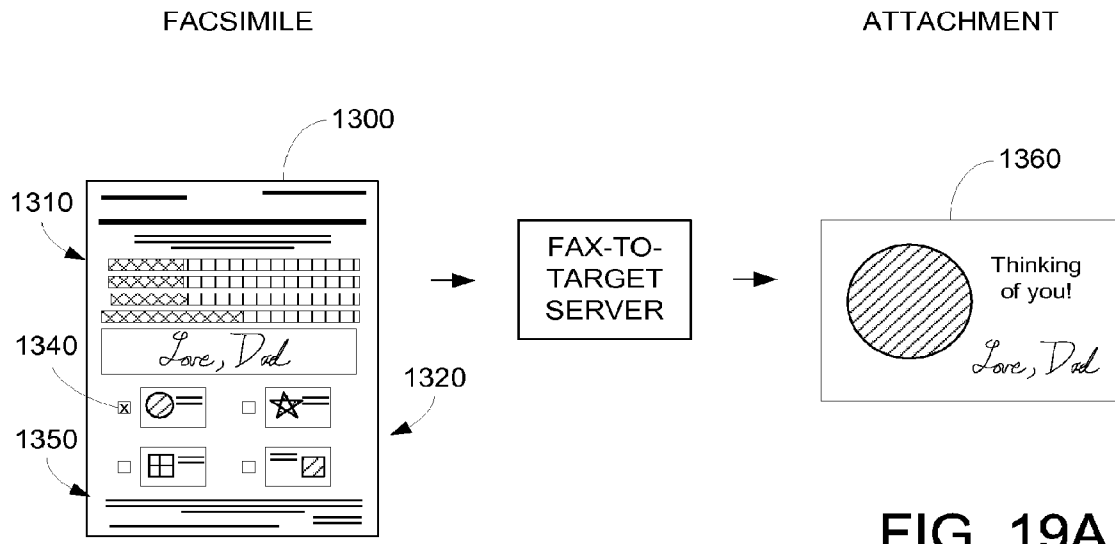 FACSIMILE
ATTACHMENT
1300
1310
1340
1350
1320
Love, Dad
x
FAX-TO-
TARGET
SERVER
1360
Thinking
of you!
Love, Dad
FIG. 19A